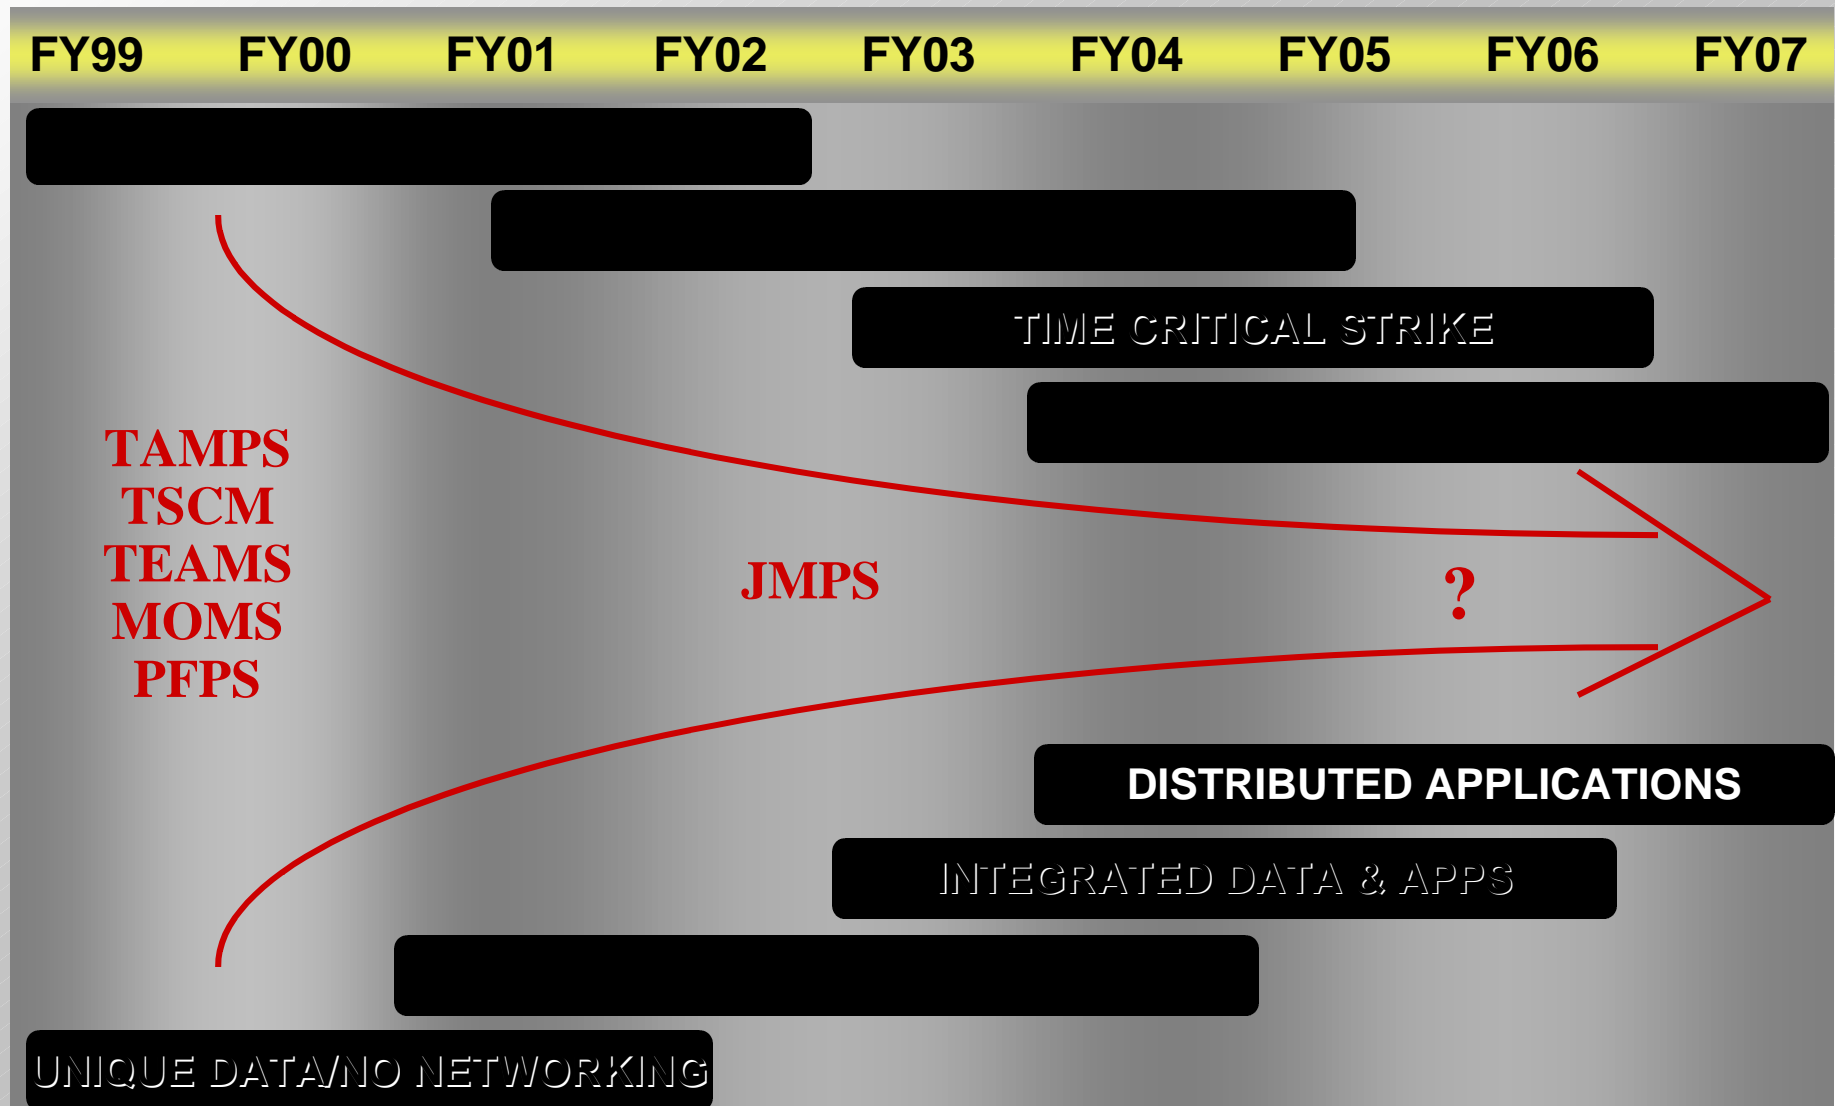 FY99 FY00 FY01 FY02 FY03 FY04 FY05 FY06 FY07
TIME CRITICAL STRIKE
TAMPS
TSCM
TEAMS
MOMS
PFPS
JMPS
?
DISTRIBUTED APPLICATIONS
INTEGRATED DATA & APPS
UNIQUE DATA/NO NETWORKING